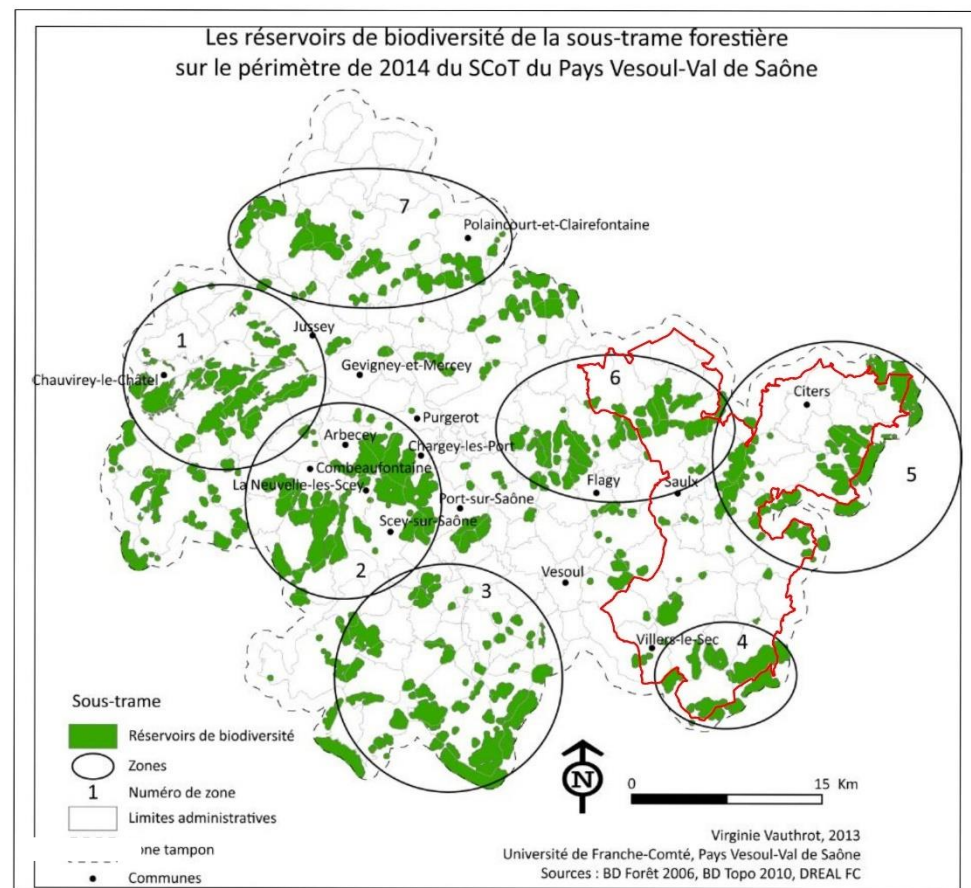 Les réservoirs de biodiversité de la sous-trame forestière
sur le périmètre de 2014 du SCoT du Pays Vesoul-Val de Saône
7
Polaincourt-et-Clairefontaine
1
Jussey
Chauvirey-le-Châtel
Gevigney-et-Mercey
6
Citers
Purgerot
Arbecey
Chargey-les-Port
Combeaufontaine
5
La Neuvelle-les-Scey
Flagy
Saulx
Port-sur-Saône
Scey-sur-Saône
2
Vesoul
3
4
Villers-le-Sec
Sous-trame
Réservoirs de biodiversité
Zones
1 Numéro de zone
Limites administratives
one tampon
Communes
N
0 15 Km
Virginie Vauthrot, 2013
Université de Franche-Comté, Pays Vesoul-Val de Saône
Sources : BD Forêt 2006, BD Topo 2010, DREAL FC